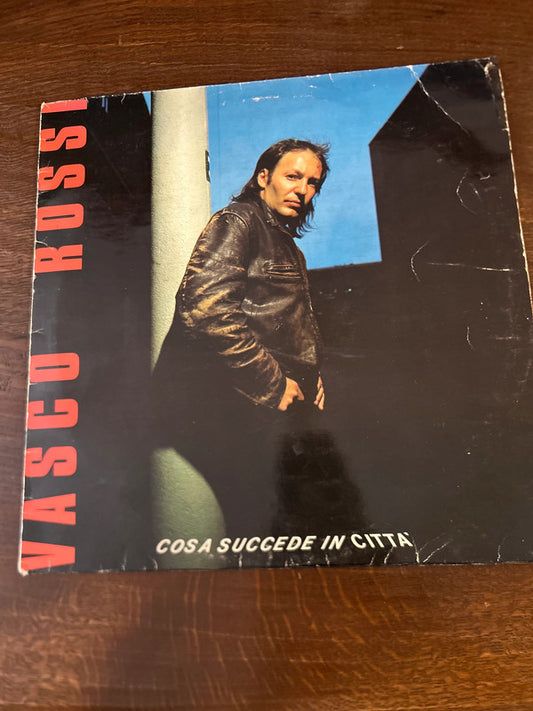 VASCO ROSSI
COSA SUCCEDE IN CITTA'